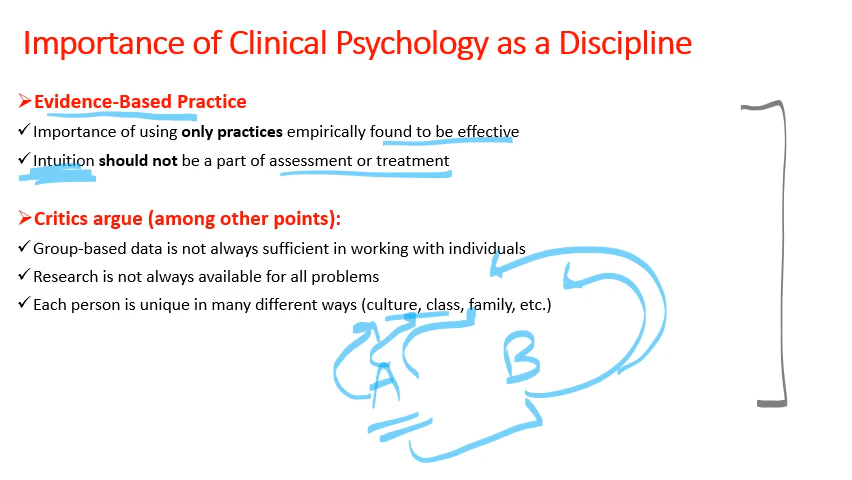 Importance of Clinical Psychology as a Discipline
➢Evidence-Based Practice
✓Importance of using only practices empirically found to be effective
✓Intuition should not be a part of assessment or treatment
➢Critics argue (among other points):
✓Group-based data is not always sufficient in working with individuals
✓Research is not always available for all problems
✓Each person is unique in many different ways (culture, class, family, etc.)
A B